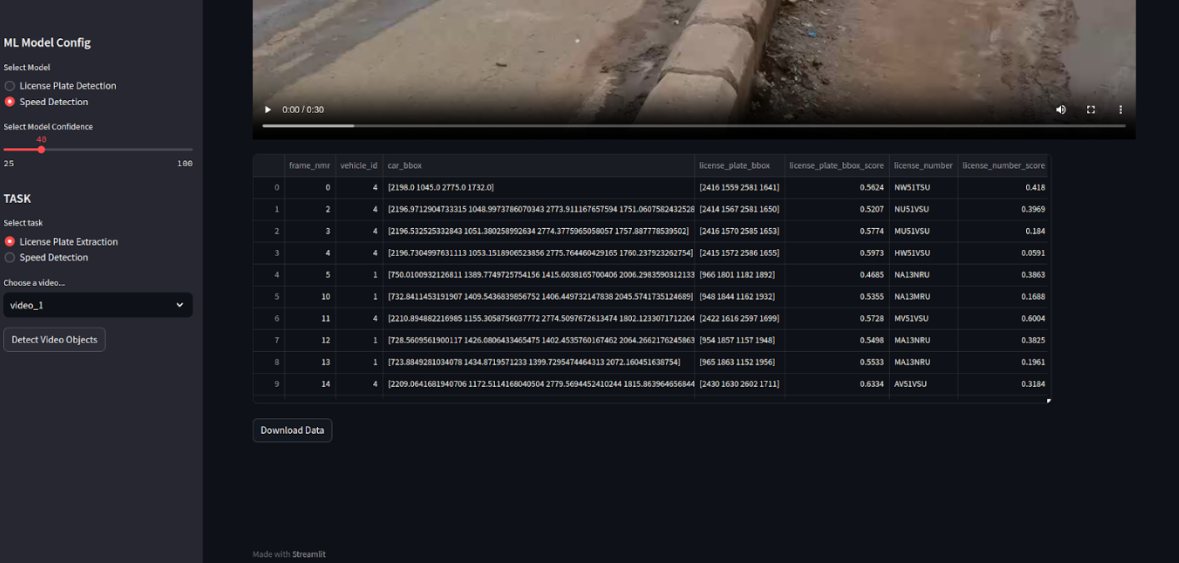 ML Model Config
Select Model
License Plate Detection
Speed Detection
Select Model Confidence
40
25 100
TASK
Select task
License Plate Extraction
Speed Detection
Choose a video...
video_1
Detect Video Objects
0:00 / 0:30
frame_nmr vehicle_id car_bbox license_plate_bbox license_plate_bbox_score license_number license_number_score
0 0 4 [2198.0 1045.0 2775.0 1732.0] [2416 1559 2581 1641] 0.5624 NW51TSU 0.418
1 2 4 [2196.9712904733315 1048.9973786070343 2773.911167657594 1751.0607582432528 [2414 1567 2581 1650] 0.5207 NU51VSU 0.3969
2 3 4 [2196.532525332843 1051.380258992634 2774.3775965058057 1757.887778539502] [2416 1570 2585 1653] 0.5774 MU51VSU 0.184
3 4 4 [2196.7304997631113 1053.1518906523856 2775.764460429165 1760.237923262754] [2415 1572 2586 1655] 0.5973 HW51VSU 0.0591
4 5 1 [750.0100932126811 1389.7749725754156 1415.6038165700406 2006.2983590312133 [966 1801 1182 1892] 0.4685 NA13NRU 0.3863
5 10 1 [732.8411453191907 1409.5436839856752 1406.449732147838 2045.5741735124689] [948 1844 1162 1932] 0.5355 NA13MRU 0.1688
6 11 4 [2210.894882216985 1155.3058756037772 2774.5097672613474 1802.1233071712204 [2422 1616 2597 1699] 0.5728 MV51VSU 0.6004
7 12 1 [728.5609561900117 1426.0806433465475 1402.4535760167462 2064.2662176245863 [954 1857 1157 1948] 0.5498 MA13NRU 0.3825
8 13 1 [723.8849281034078 1434.8719571233 1399.7295474464313 2072.160451638754] [965 1863 1152 1956] 0.5533 MA13NRU 0.1961
9 14 4 [2209.0641681940706 1172.5114168040504 2779.5694452410244 1815.863964656844 [2430 1630 2602 1711] 0.6334 AV51VSU 0.3184
Download Data
Made with Streamlit